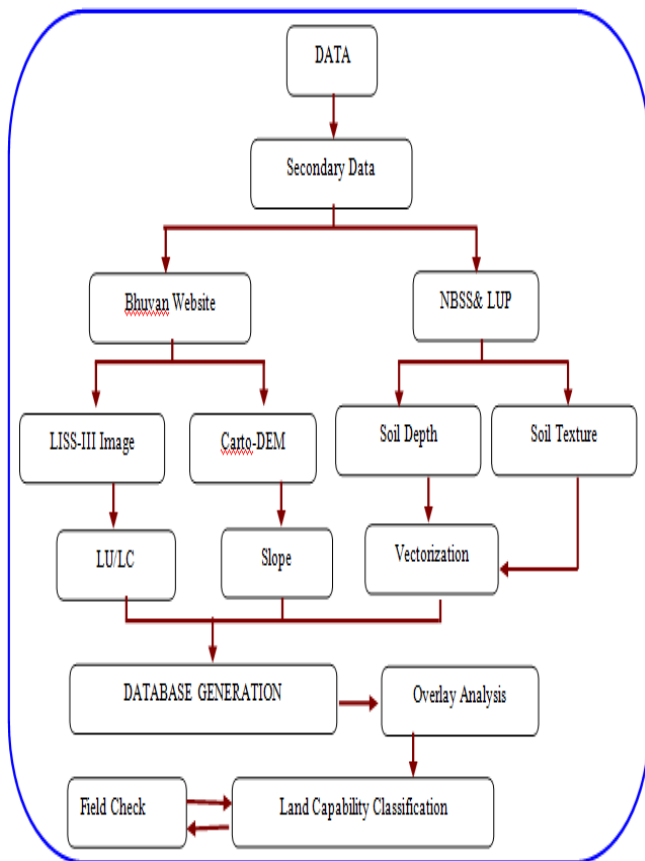 DATA
Secondary Data
Bhuvan Website
NBSS& LUP
LISS-III Image
Carto-DEM
Soil Depth
Soil Texture
LU/LC
Slope
Vectorization
DATABASE GENERATION
Overlay Analysis
Field Check
Land Capability Classification